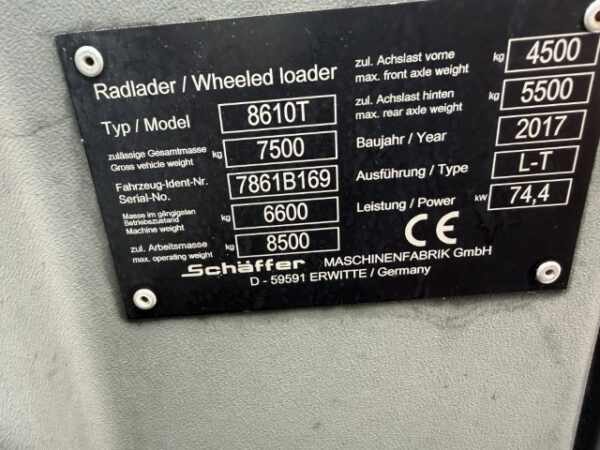 Radlader / Wheeled loader
Typ / Model 8610T
zulässige Gesamtmasse
Gross vehicle weight kg 7500
Fahrzeug-Ident-Nr.
Serial-No. 7861B169
Masse im gängigsten
Betriebszustand
Machine weight kg 6600
zul. Arbeitsmasse
max. operating weight kg 8500
zul. Achslast vorne
max. front axle weight kg 4500
zul. Achslast hinten
max. rear axle weight kg 5500
Baujahr / Year 2017
Ausführung / Type L-T
Leistung / Power kW 74,4
CE
Schäffer MASCHINENFABRIK GmbH
D - 59591 ERWITTE / Germany